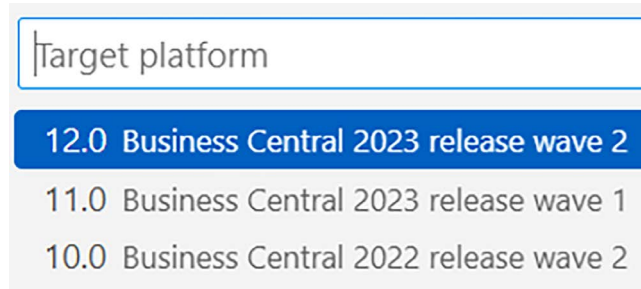 Target platform
12.0 Business Central 2023 release wave 2
11.0 Business Central 2023 release wave 1
10.0 Business Central 2022 release wave 2